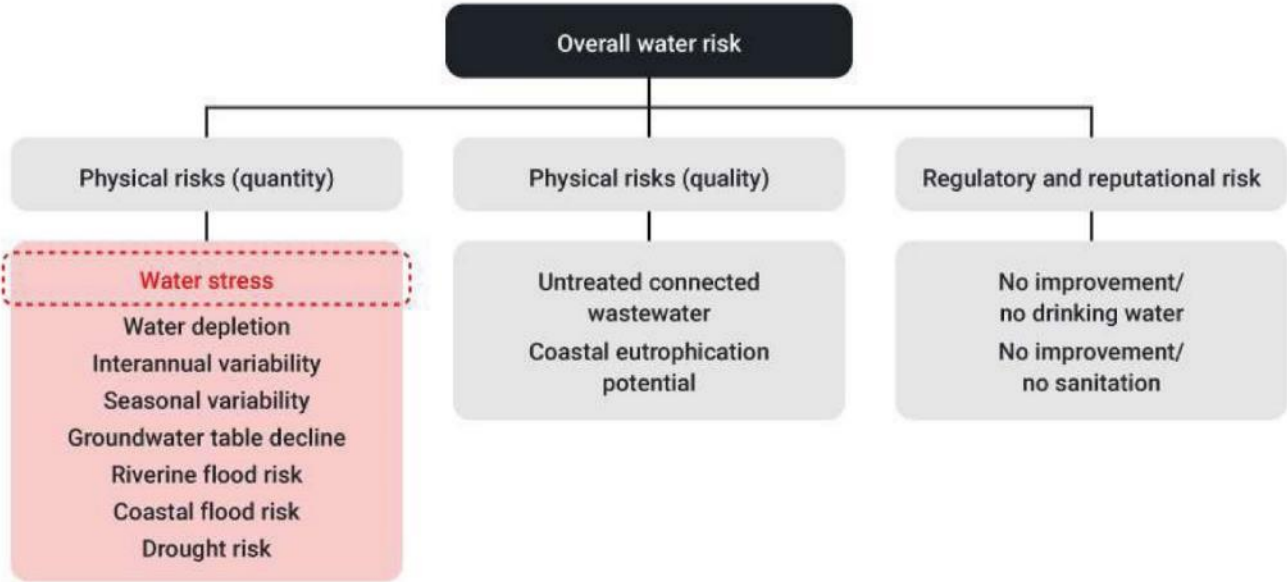 Overall water risk
Physical risks (quantity)
Physical risks (quality)
Regulatory and reputational risk
Water stress
Water depletion
Interannual variability
Seasonal variability
Groundwater table decline
Riverine flood risk
Coastal flood risk
Drought risk
Untreated connected
wastewater
Coastal eutrophication
potential
No improvement/
no drinking water
No improvement/
no sanitation